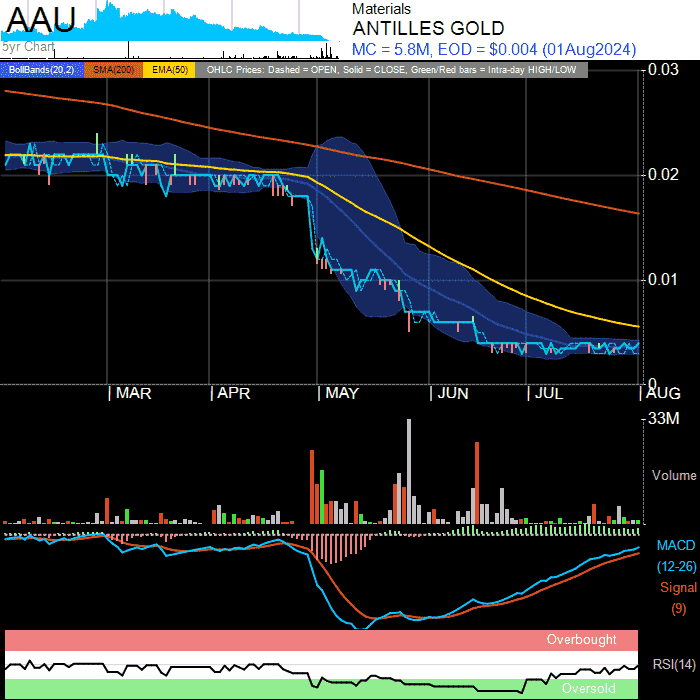 AAU
5yr Chart
Materials
ANTILLES GOLD
MC = 5.8M, EOD = $0.004 (01Aug2024)
BollBands(20,2) SMA(200) EMA(50) OHLC Prices: Dashed = OPEN, Solid = CLOSE, Green/Red bars = Intra-day HIGH/LOW
0.03
0.02
0.01
0
MAR APR MAY JUN JUL AUG
33M
Volume
MACD
(12-26)
Signal
(9)
Overbought
RSI(14)
Oversold